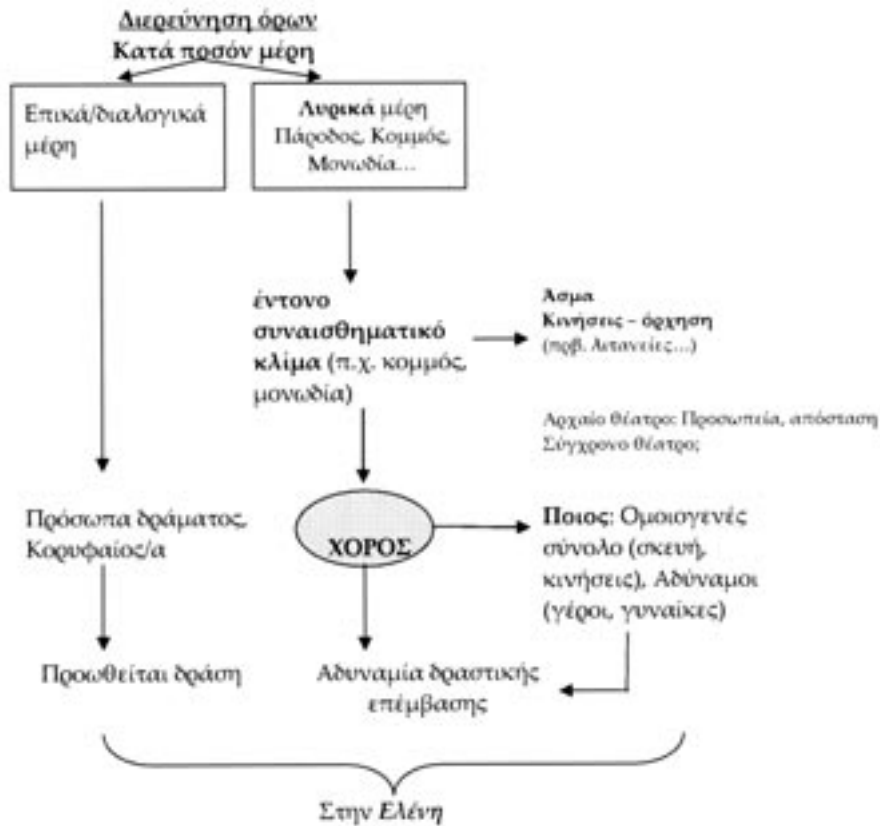 Διερεύνηση όρων
Κατά ποσόν μέρη
Επικά/διαλογικά
μέρη
Λυρικά μέρη
Πάροδος, Κομμός,
Μονωδία...
έντονο
συναισθηματικό
κλίμα (π.χ. κομμός,
μονωδία)
Άσμα
Κινήσεις – όρχηση
(πρβ. λιτανείες...)
Αρχαίο θέατρο: Προσωπεία, απόσταση
Σύγχρονο θέατρο;
Πρόσωπα δράματος,
Κορυφαίος/α
ΧΟΡΟΣ
Ποιος: Ομοιογενές
σύνολο (σκευή,
κινήσεις), Αδύναμοι
(γέροι, γυναίκες)
Προωθείται δράση
Αδυναμία δραστικής
επέμβασης
Στην Ελένη